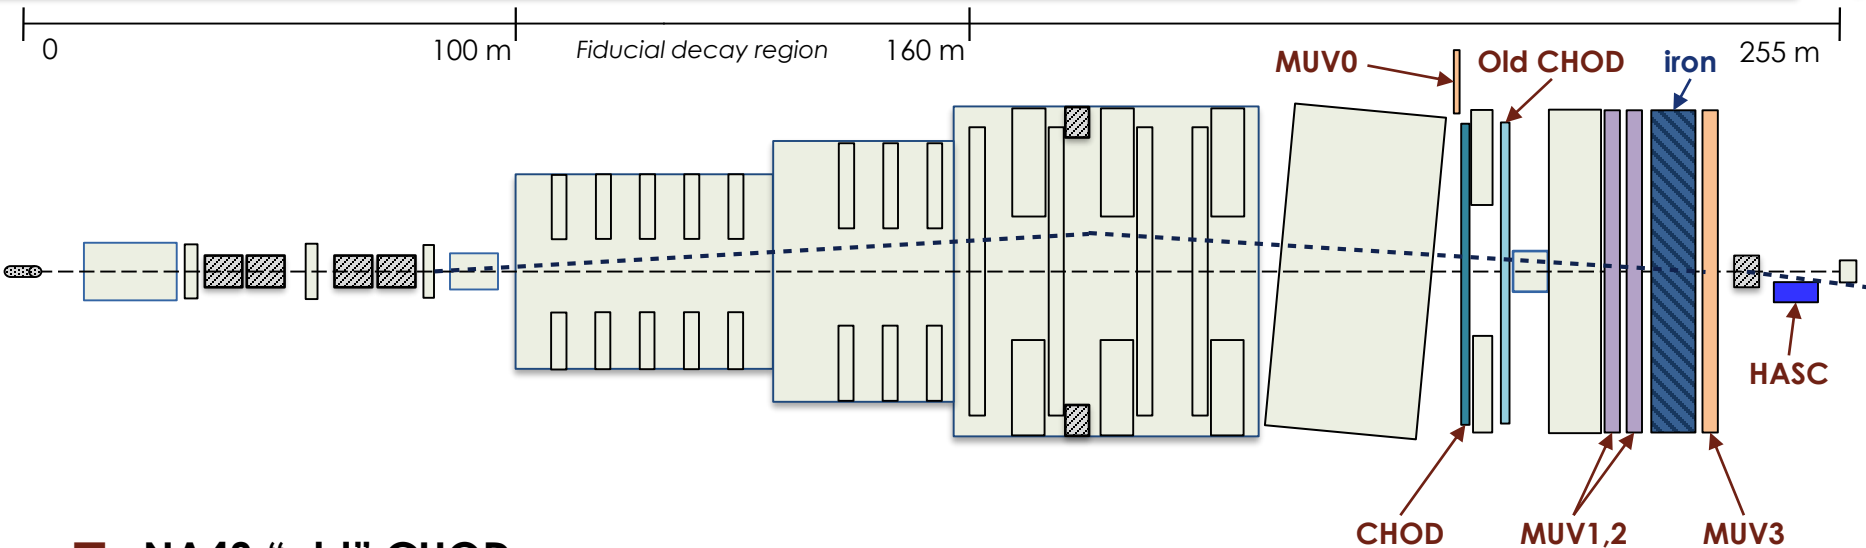 0
100 m
Fiducial decay region
160 m
255 m
MUV0
Old CHOD
iron
HASC
CHOD
MUV1,2
MUV3